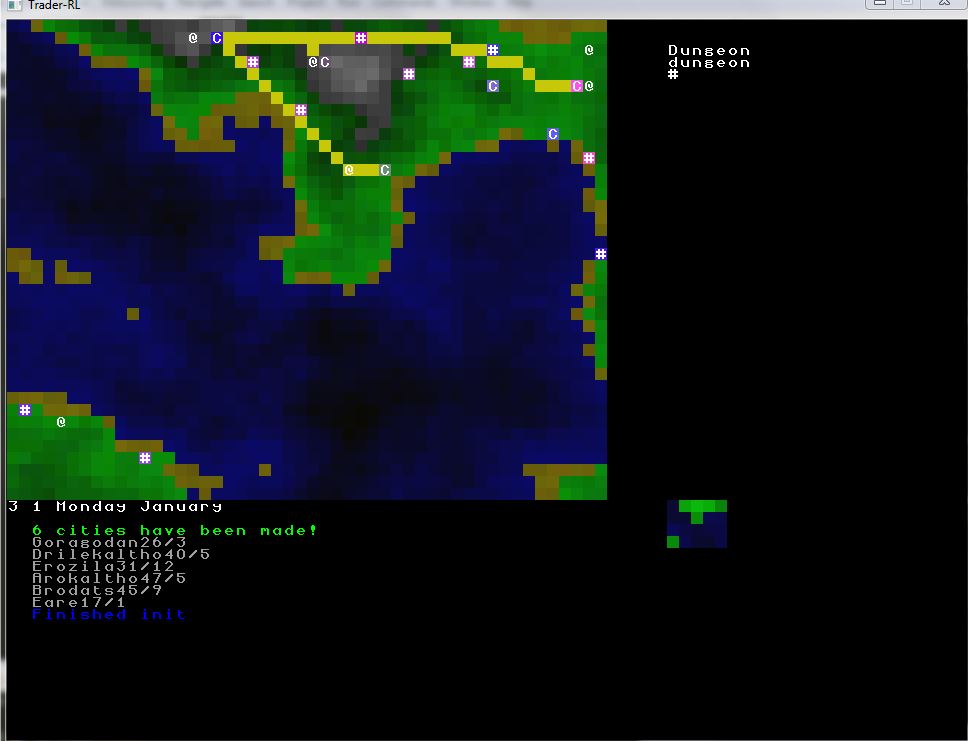 Trader-RL
Dungeon
dungeon
#
3 1 Monday January
6 cities have been made!
Goragodan26/3
Drilekaltho40/5
Erozila31/12
Arokaltho47/5
Brodats45/9
Eare17/1
Finished init